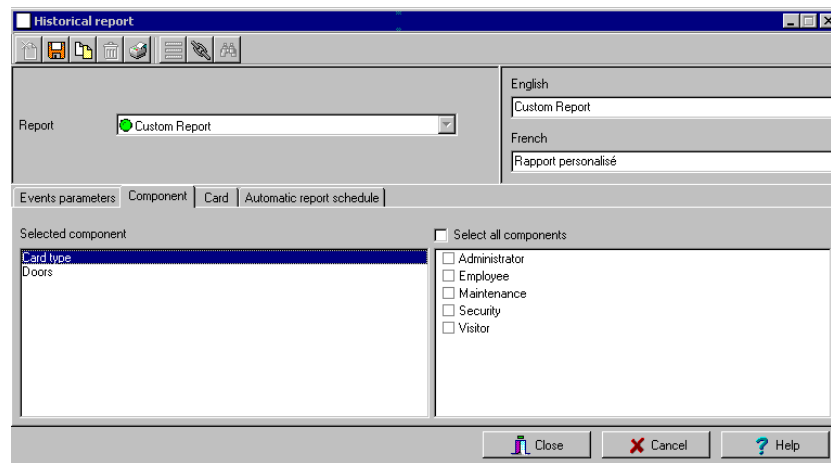 Historical report
English
Custom Report
Report
Custom Report
French
Rapport personalisé
Events parameters
Component
Card
Automatic report schedule
Selected component
Select all components
Card type
Doors
Administrator
Employee
Maintenance
Security
Visitor
Close
Cancel
Help